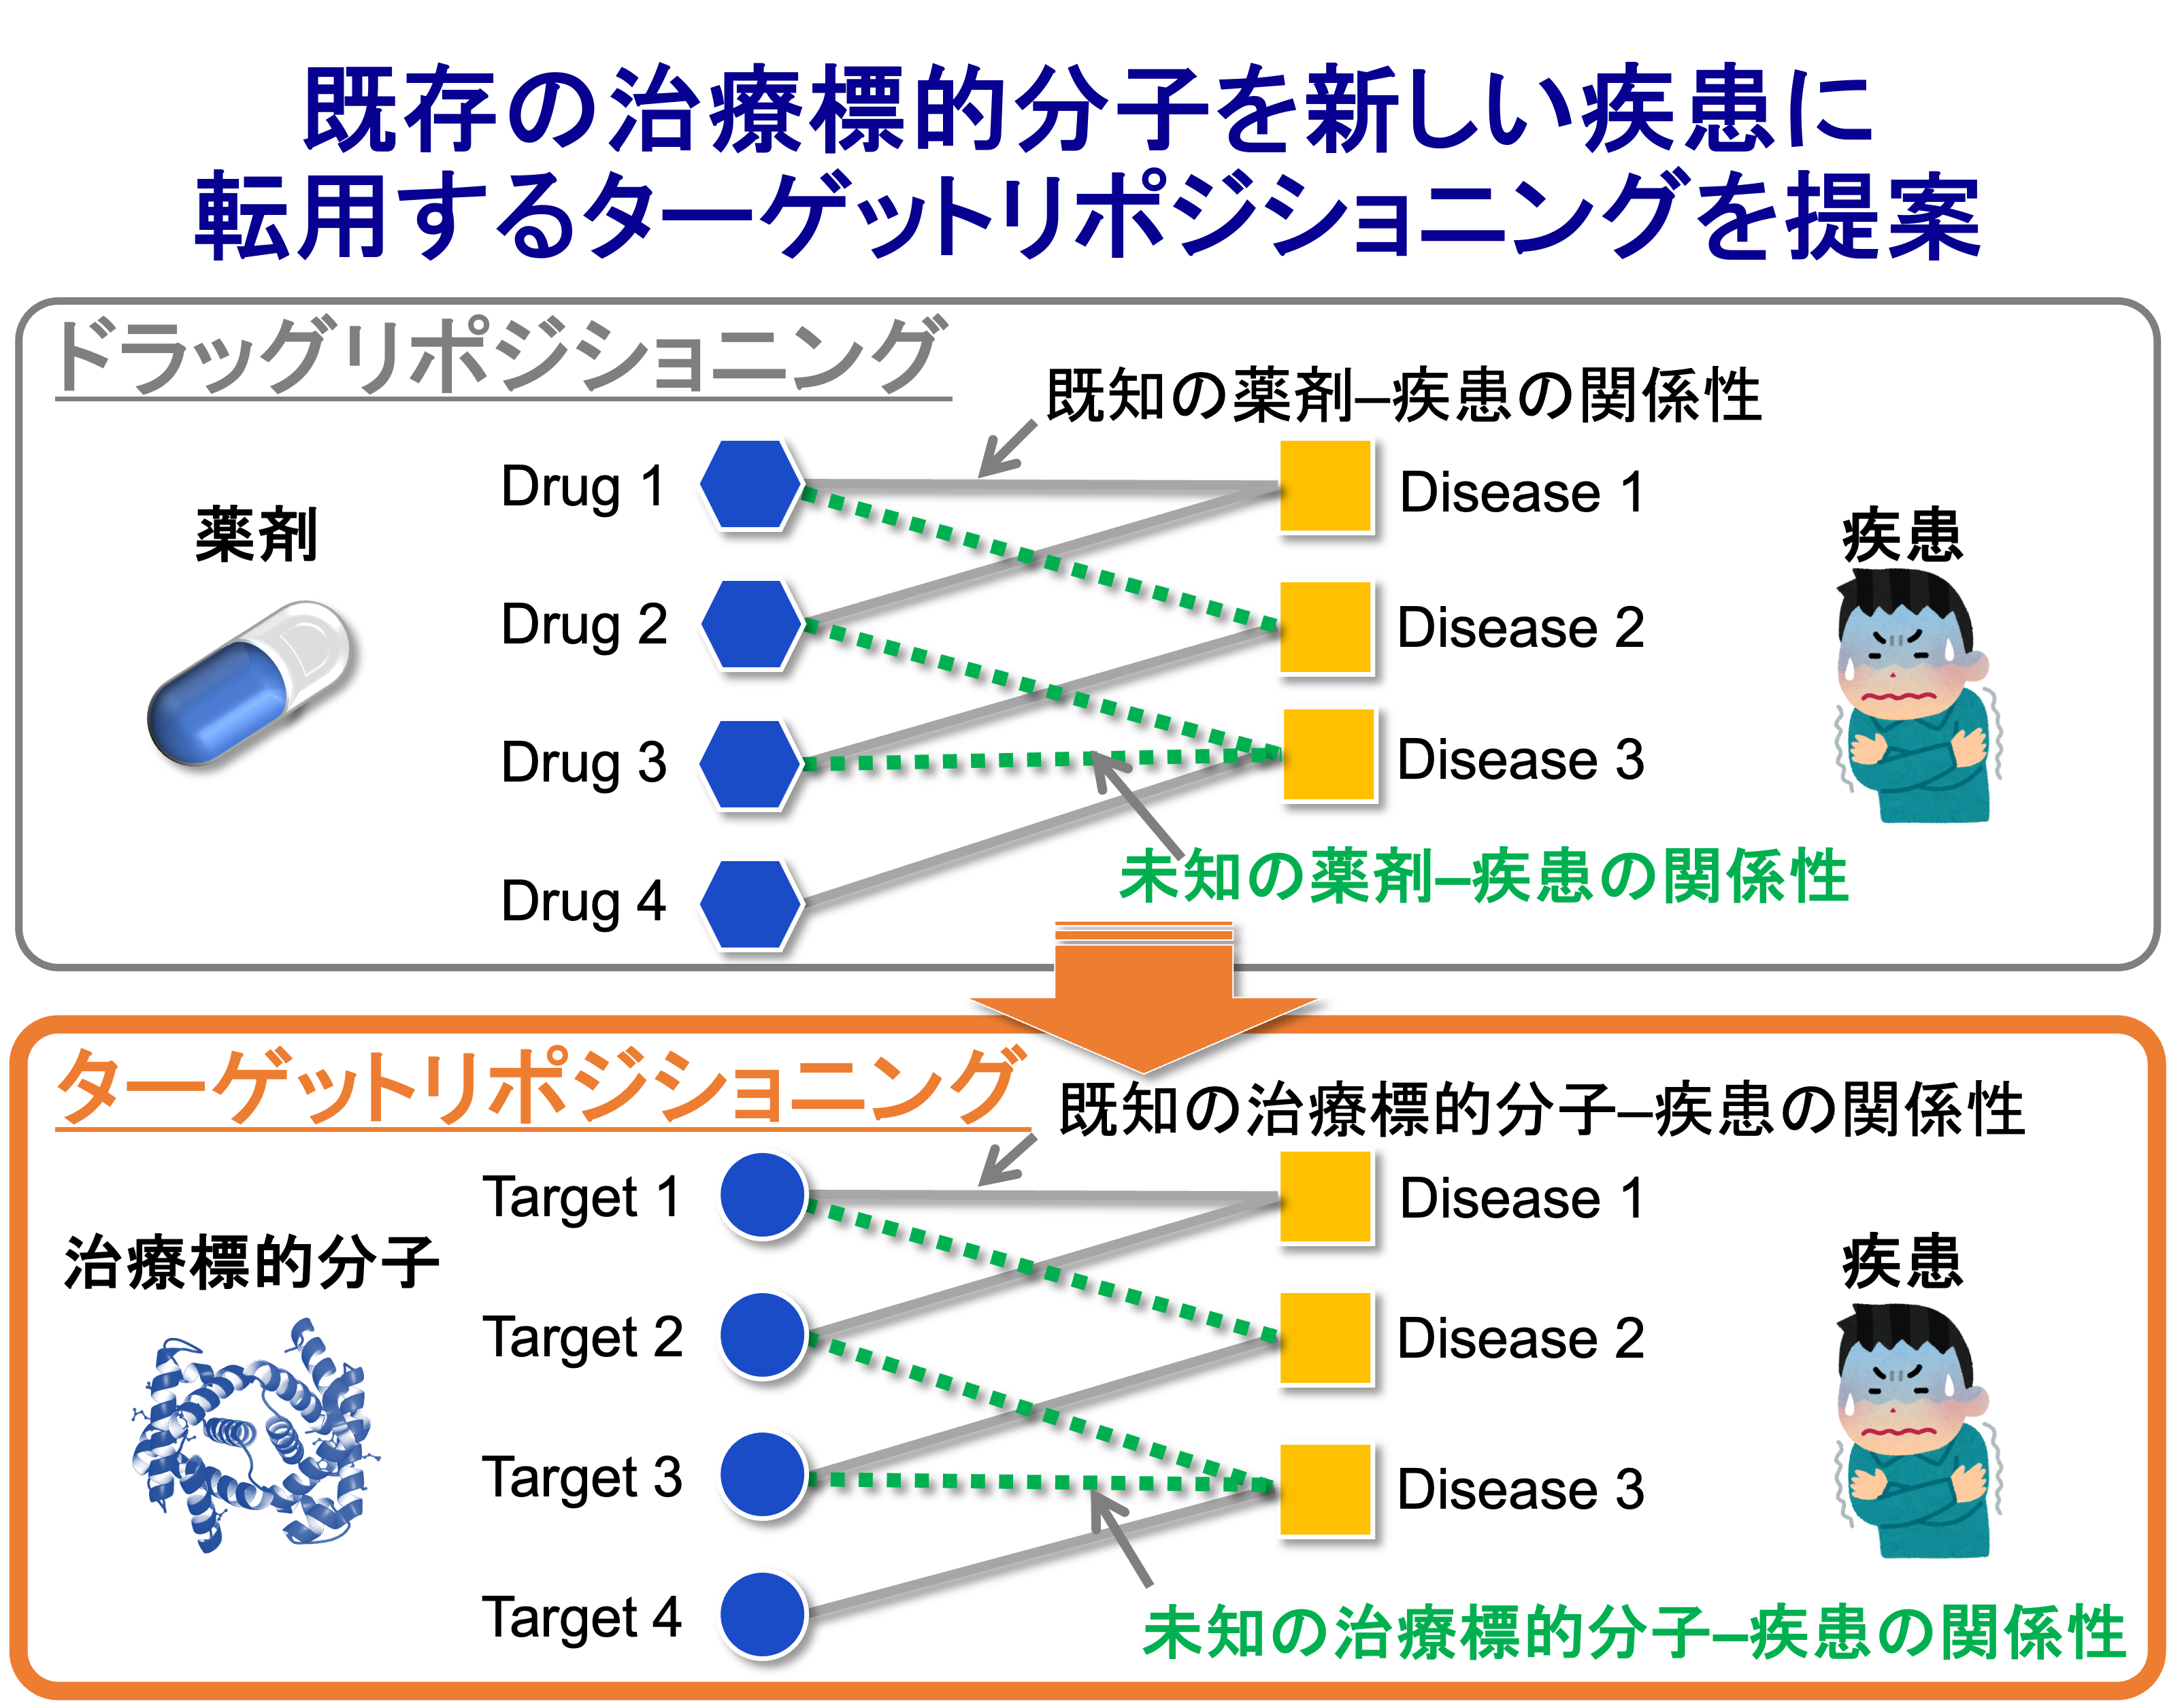 既存の治療標的分子を新しい疾患に
転用するターゲットリポジショニングを提案
ドラッグリポジショニング
既知の薬剤–疾患の関係性
薬剤
Drug 1
Drug 2
Drug 3
Drug 4
Disease 1
Disease 2
Disease 3
疾患
未知の薬剤–疾患の関係性
ターゲットリポジショニング
既知の治療標的分子–疾患の関係性
治療標的分子
Target 1
Target 2
Target 3
Target 4
Disease 1
Disease 2
Disease 3
疾患
未知の治療標的分子–疾患の関係性